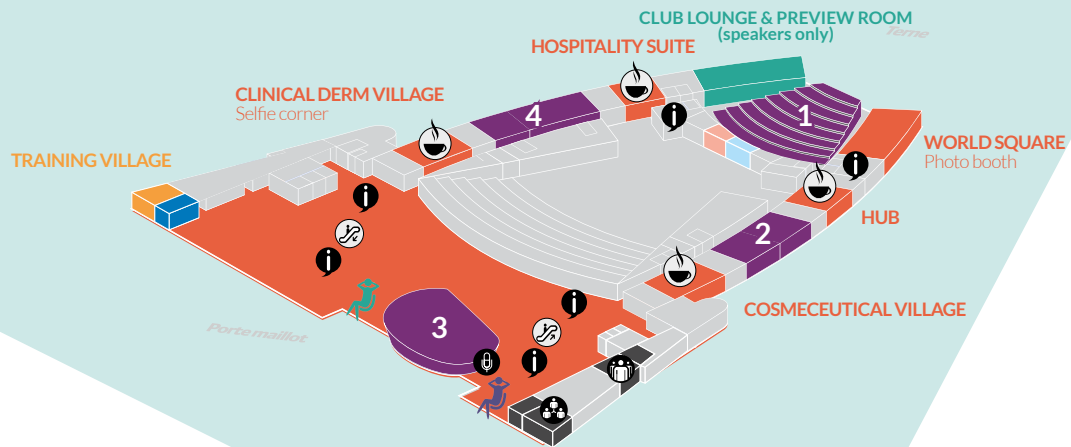 CLUB LOUNGE & PREVIEW ROOM
(speakers only)
Terne
HOSPITALITY SUITE
CLINICAL DERM VILLAGE
Selfie corner
4
i
1
WORLD SQUARE
Photo booth
TRAINING VILLAGE
i
i
HUB
2
i
i
COSMECEUTICAL VILLAGE
3
Porte maillot
i